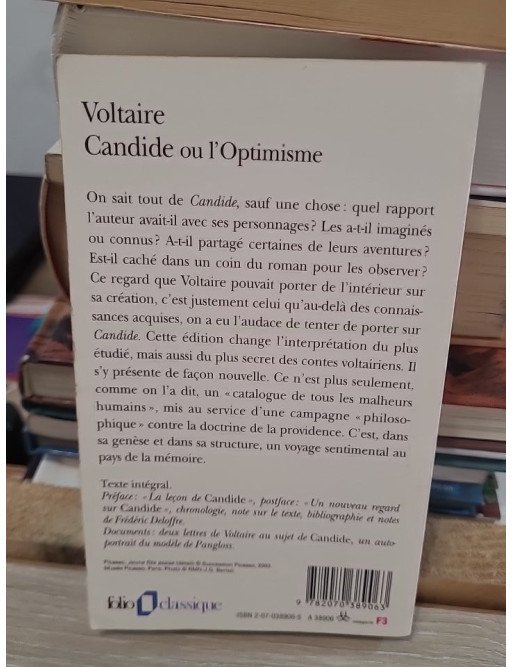 Voltaire
Candide ou l'Optimisme
On sait tout de Candide, sauf une chose : quel rapport
l'auteur avait-il avec ses personnages ? Les a-t-il imaginés
ou connus ? A-t-il partagé certaines de leurs aventures ?
Est-il caché dans un coin du roman pour les observer ?
Ce regard que Voltaire pouvait porter de l'intérieur sur
sa création, c'est justement celui qu'au-delà des connais-
sances acquises, on a eu l'audace de tenter de porter sur
Candide. Cette édition change l'interprétation du plus
étudié, mais aussi du plus secret des contes voltairiens. Il
s'y présente de façon nouvelle. Ce n'est plus seulement,
comme on l'a dit, un « catalogue de tous les malheurs
humains », mis au service d'une campagne « philoso-
phique » contre la doctrine de la providence. C'est, dans
sa genèse et dans sa structure, un voyage sentimental au
pays de la mémoire.
Texte intégral.
Préface : « La leçon de Candide », postface : « Un nouveau regard
sur Candide », chronologie, note sur le texte, bibliographie et notes
de Frédéric Deloffre.
Documents : deux lettres de Voltaire au sujet de Candide, un auto-
portrait du modèle de Pangloss.
folio classique
9 782070 389063
ISBN 2-07-038906-5 A 38906 F3